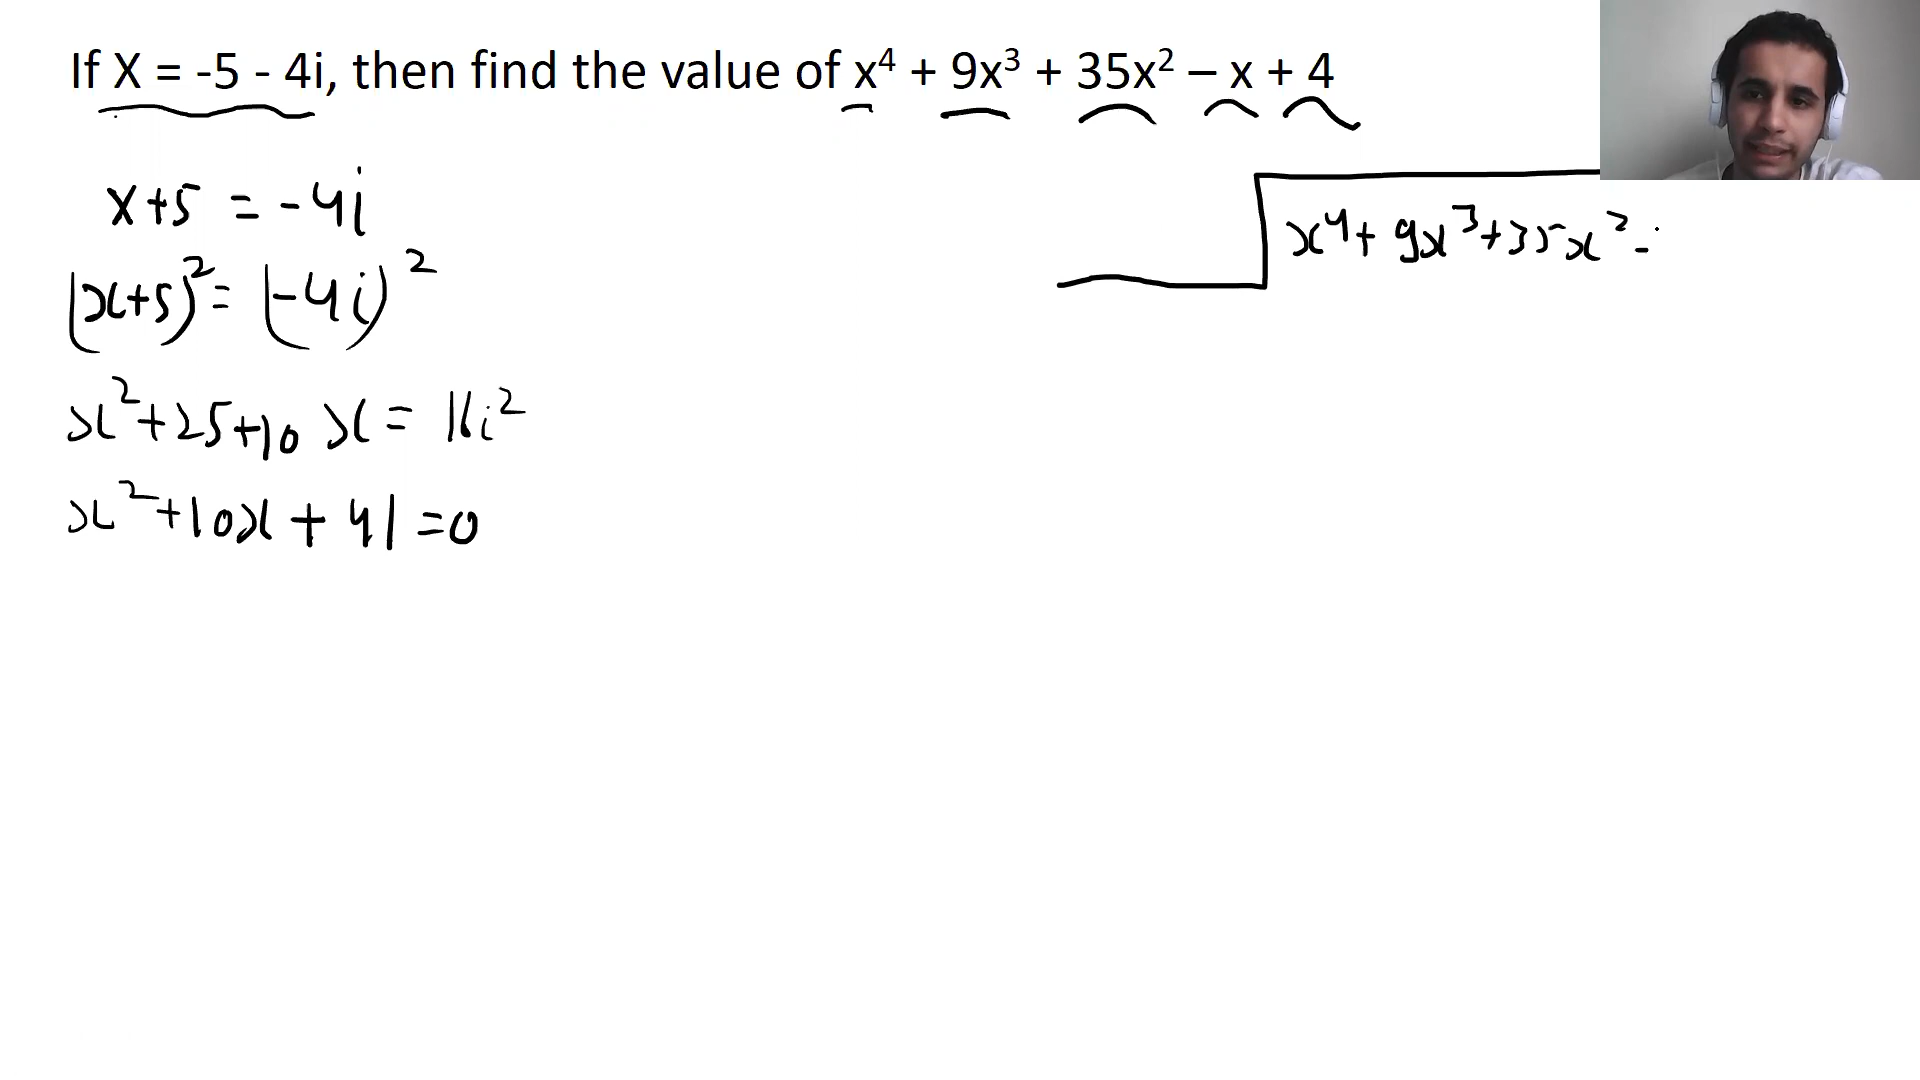 If X = -5 - 4i, then find the value of x⁴ + 9x³ + 35x² – x + 4
x+5 = -4i
(x+5)² = (-4i)²
x²+25+10x = 16i²
x²+10x + 41 =0
x⁴+ 9x³+35x² -